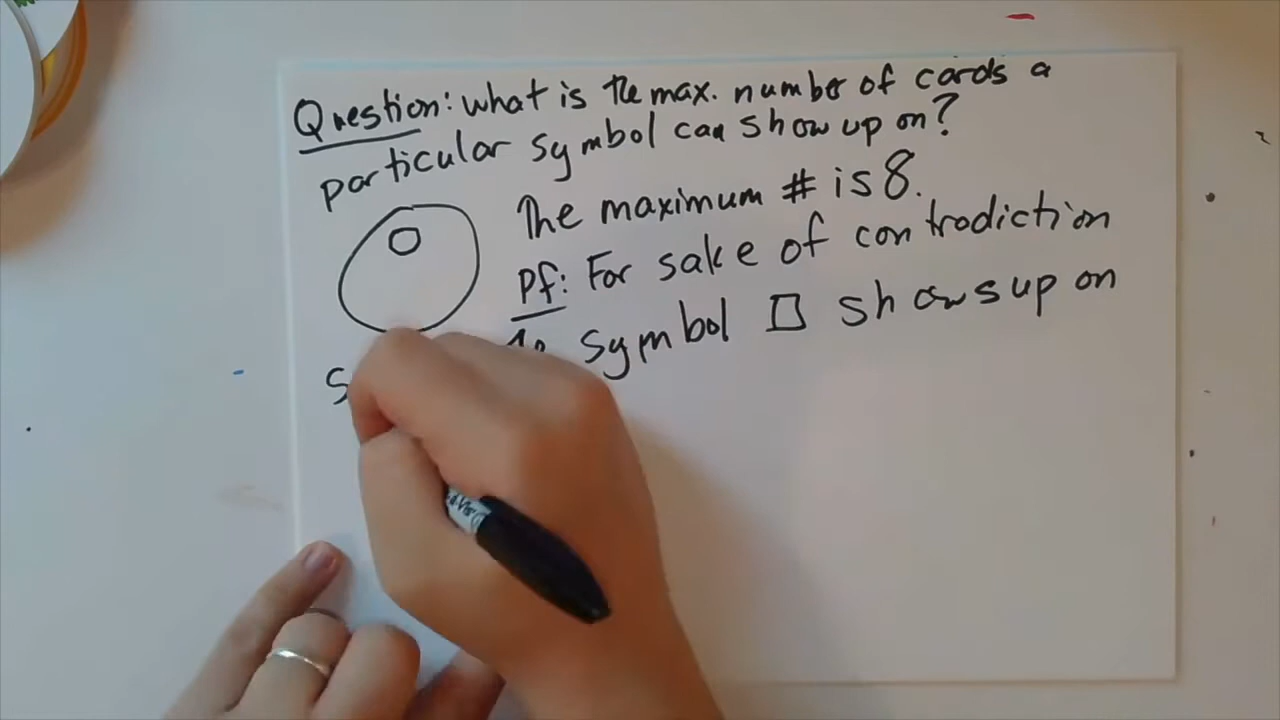 Question: what is the max. number of cards a
particular symbol can show up on?
The maximum # is 8.
Pf: For sake of contradiction
symbol □ shows up on